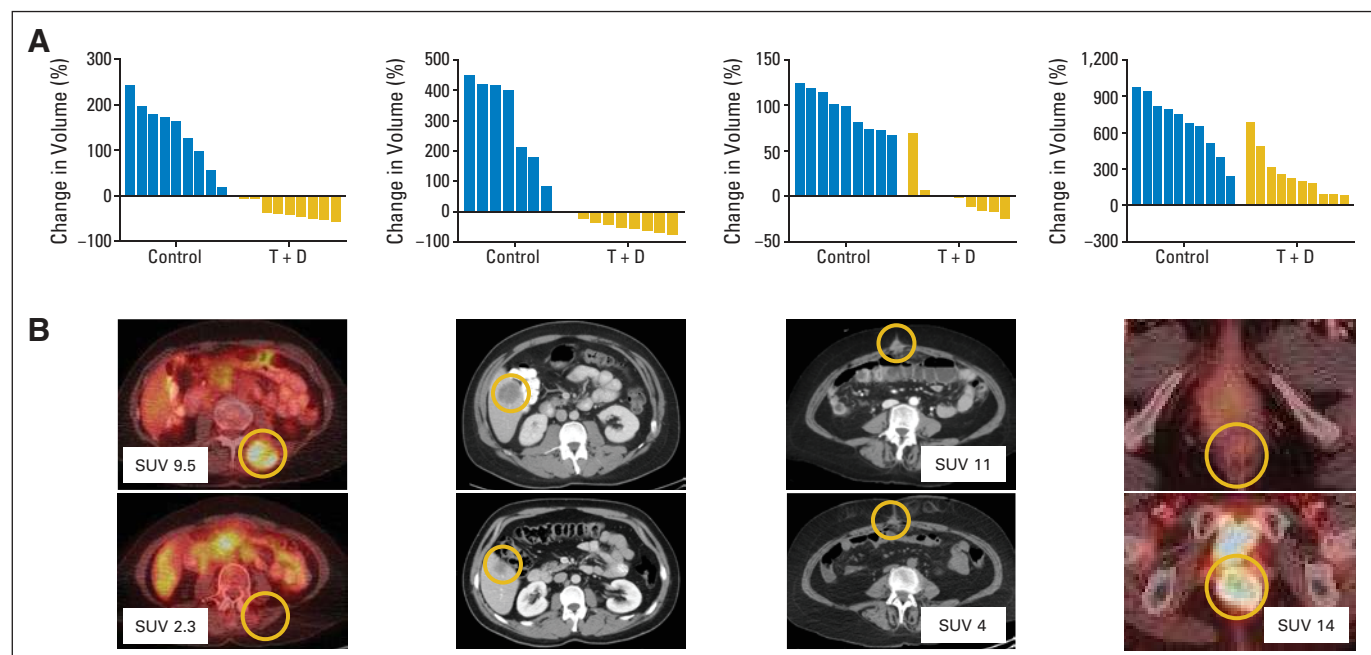 A
Change in Volume (%)
300
200
100
0
−100
Control
T + D
Change in Volume (%)
500
400
300
200
100
0
−100
Control
T + D
Change in Volume (%)
150
100
50
0
−50
Control
T + D
Change in Volume (%)
1,200
900
600
300
0
−300
Control
T + D
B
SUV 9.5
SUV 11
SUV 2.3
SUV 4
SUV 14